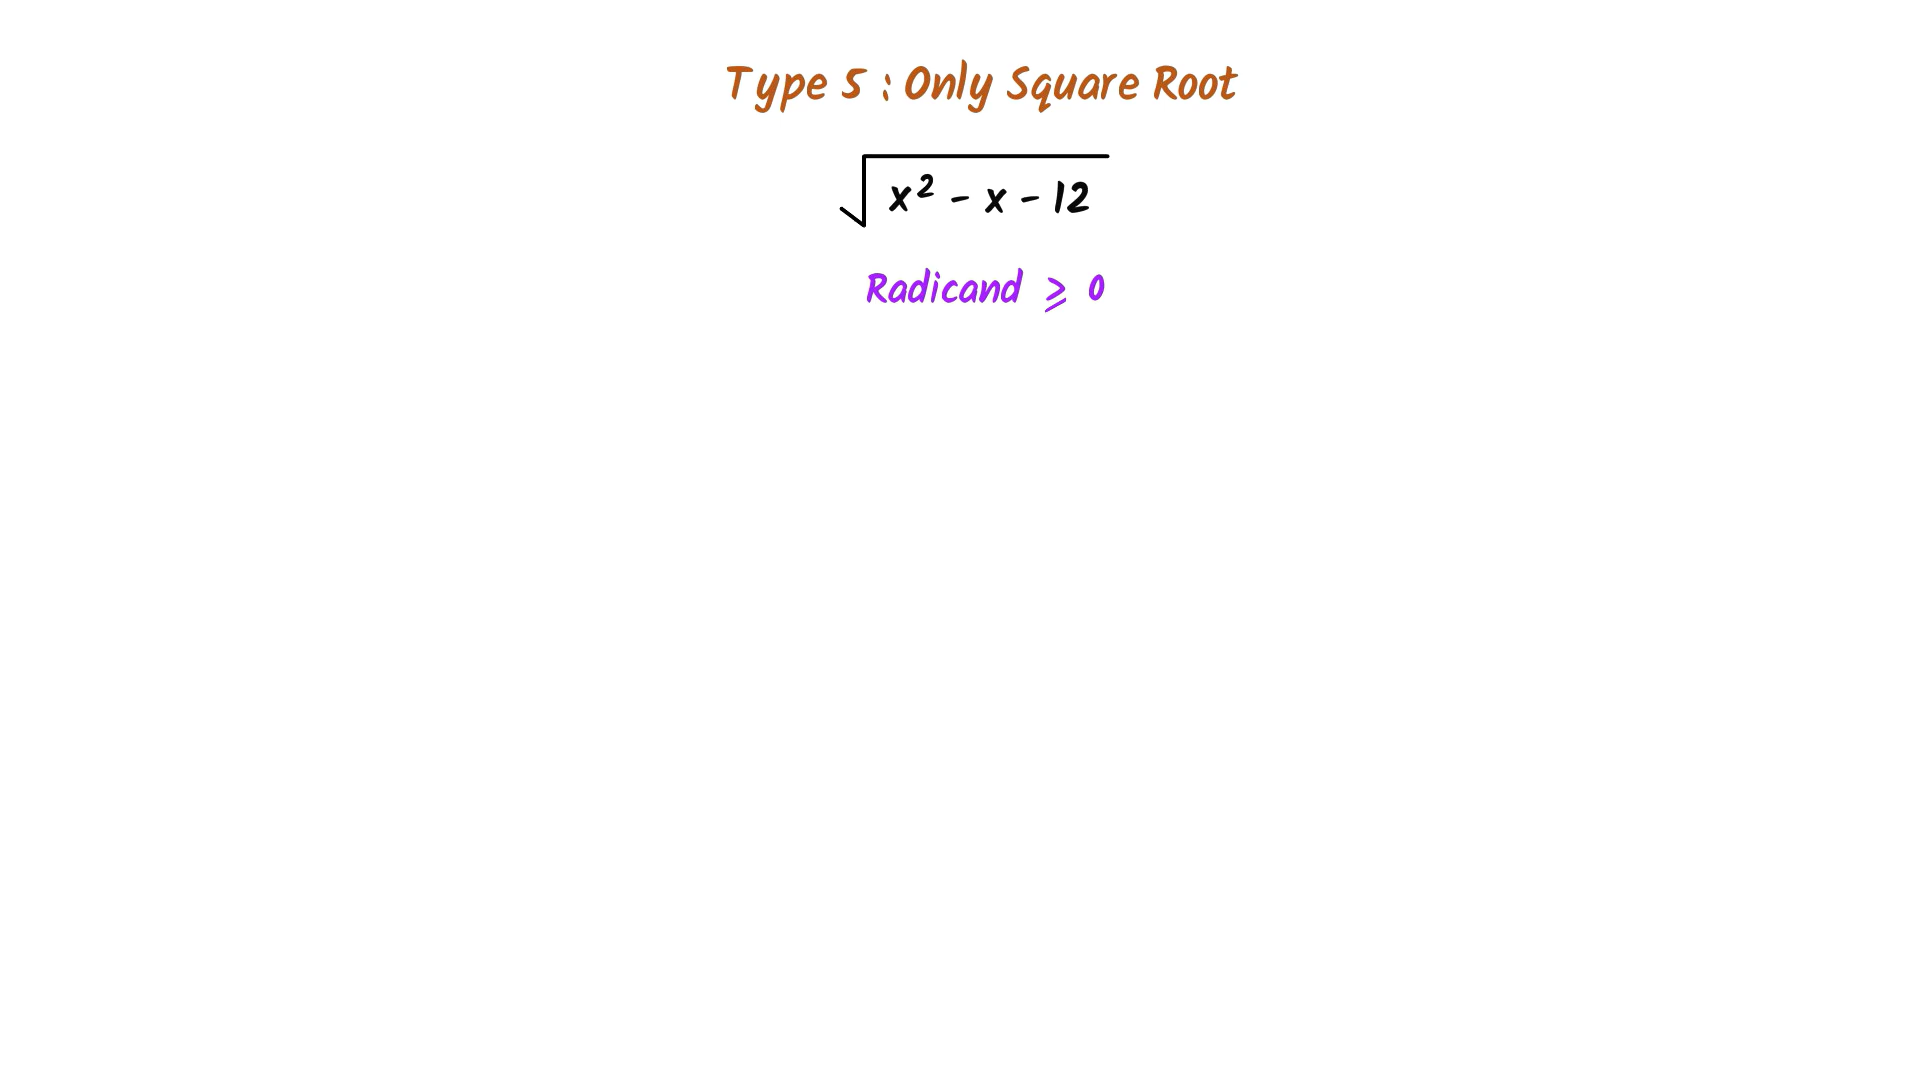 Type 5 : Only Square Root
√x² - x - 12
Radicand ⩾ 0